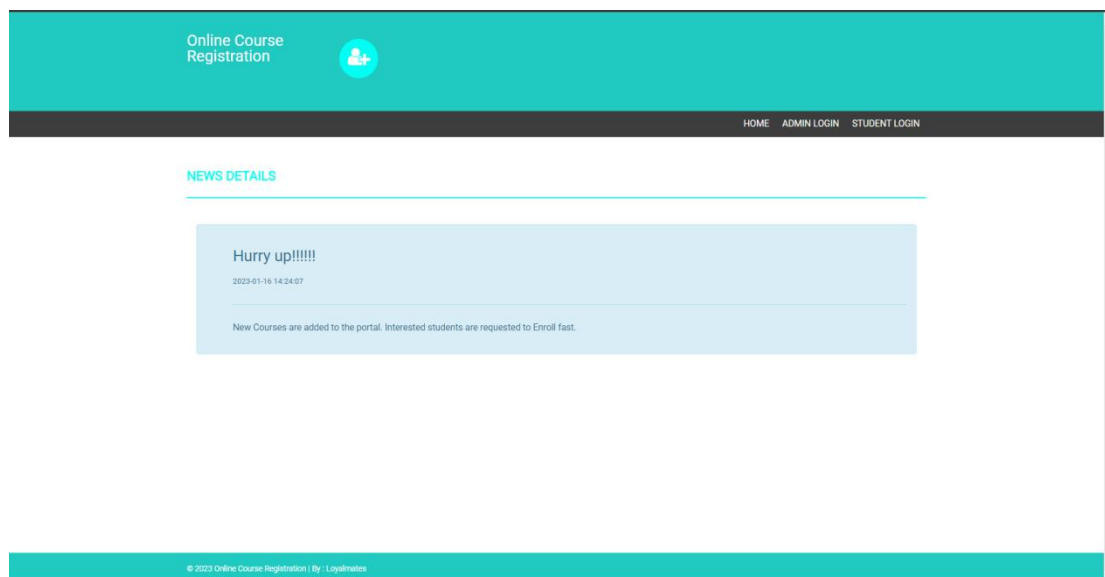 Online Course
Registration
HOME ADMIN LOGIN STUDENT LOGIN
NEWS DETAILS
Hurry up!!!!!!
2023-01-16 14:24:07
New Courses are added to the portal. Interested students are requested to Enroll fast.
© 2023 Online Course Registration | By : Loyalmates